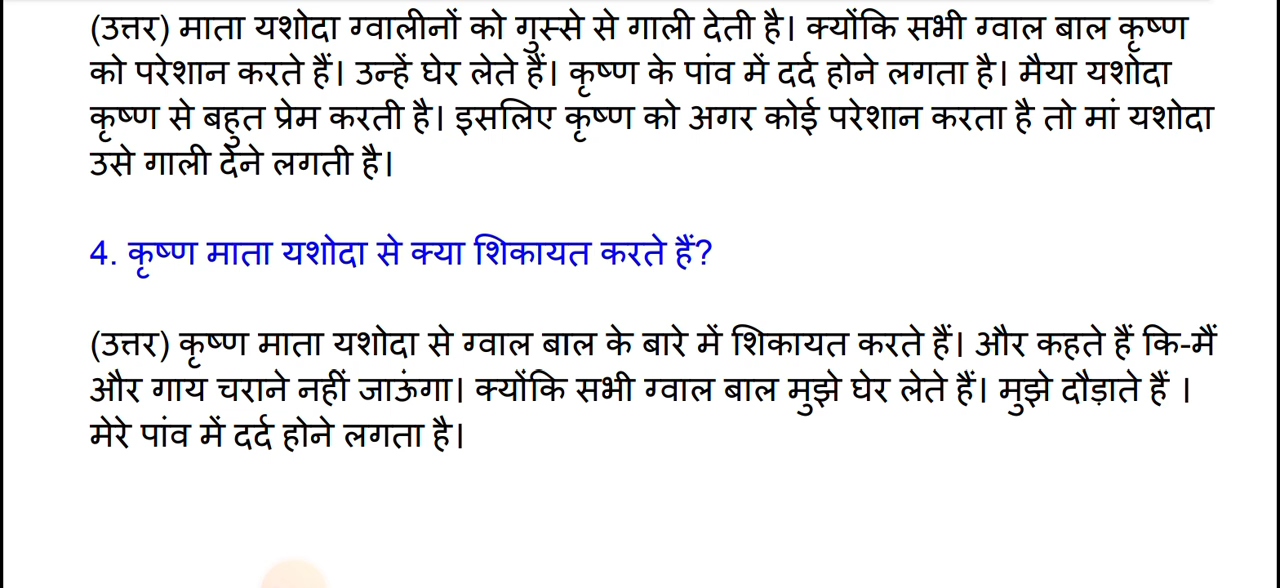 (उत्तर) माता यशोदा ग्वालीनों को गुस्से से गाली देती है। क्योंकि सभी ग्वाल बाल कृष्ण
को परेशान करते हैं। उन्हें घेर लेते हैं। कृष्ण के पांव में दर्द होने लगता है। मैया यशोदा
कृष्ण से बहुत प्रेम करती है। इसलिए कृष्ण को अगर कोई परेशान करता है तो मां यशोदा
उसे गाली देने लगती है।
4. कृष्ण माता यशोदा से क्या शिकायत करते हैं?
(उत्तर) कृष्ण माता यशोदा से ग्वाल बाल के बारे में शिकायत करते हैं। और कहते हैं कि-मैं
और गाय चराने नहीं जाऊंगा। क्योंकि सभी ग्वाल बाल मुझे घेर लेते हैं। मुझे दौड़ाते हैं ।
मेरे पांव में दर्द होने लगता है।